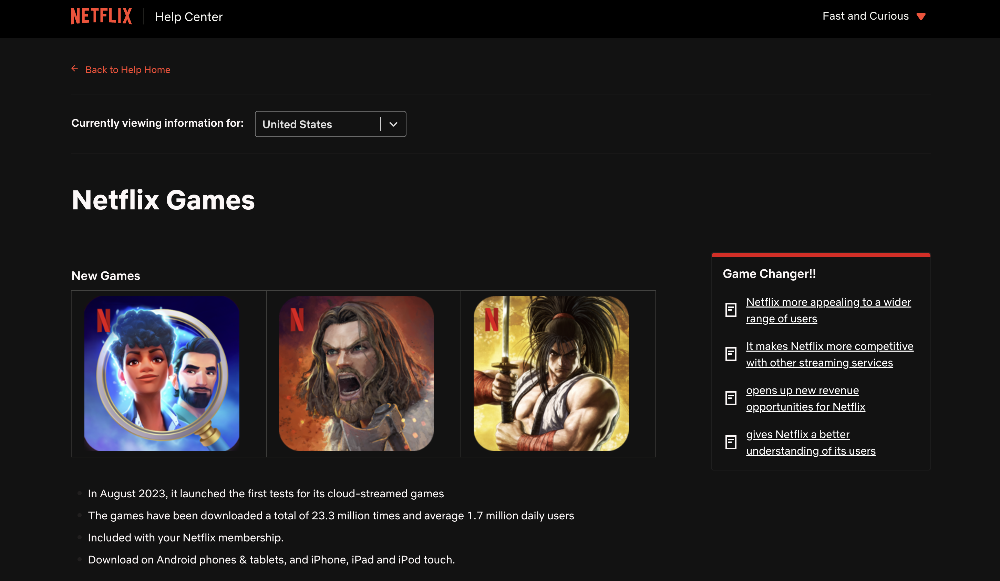 NETFLIX
Help Center
Fast and Curious
Back to Help Home
Currently viewing information for:
United States
Netflix Games
New Games
N
N
N
Game Changer!!
Netflix more appealing to a wider
range of users
It makes Netflix more competitive
with other streaming services
opens up new revenue
opportunities for Netflix
gives Netflix a better
understanding of its users
In August 2023, it launched the first tests for its cloud-streamed games
The games have been downloaded a total of 23.3 million times and average 1.7 million daily users
Included with your Netflix membership.
Download on Android phones & tablets, and iPhone, iPad and iPod touch.